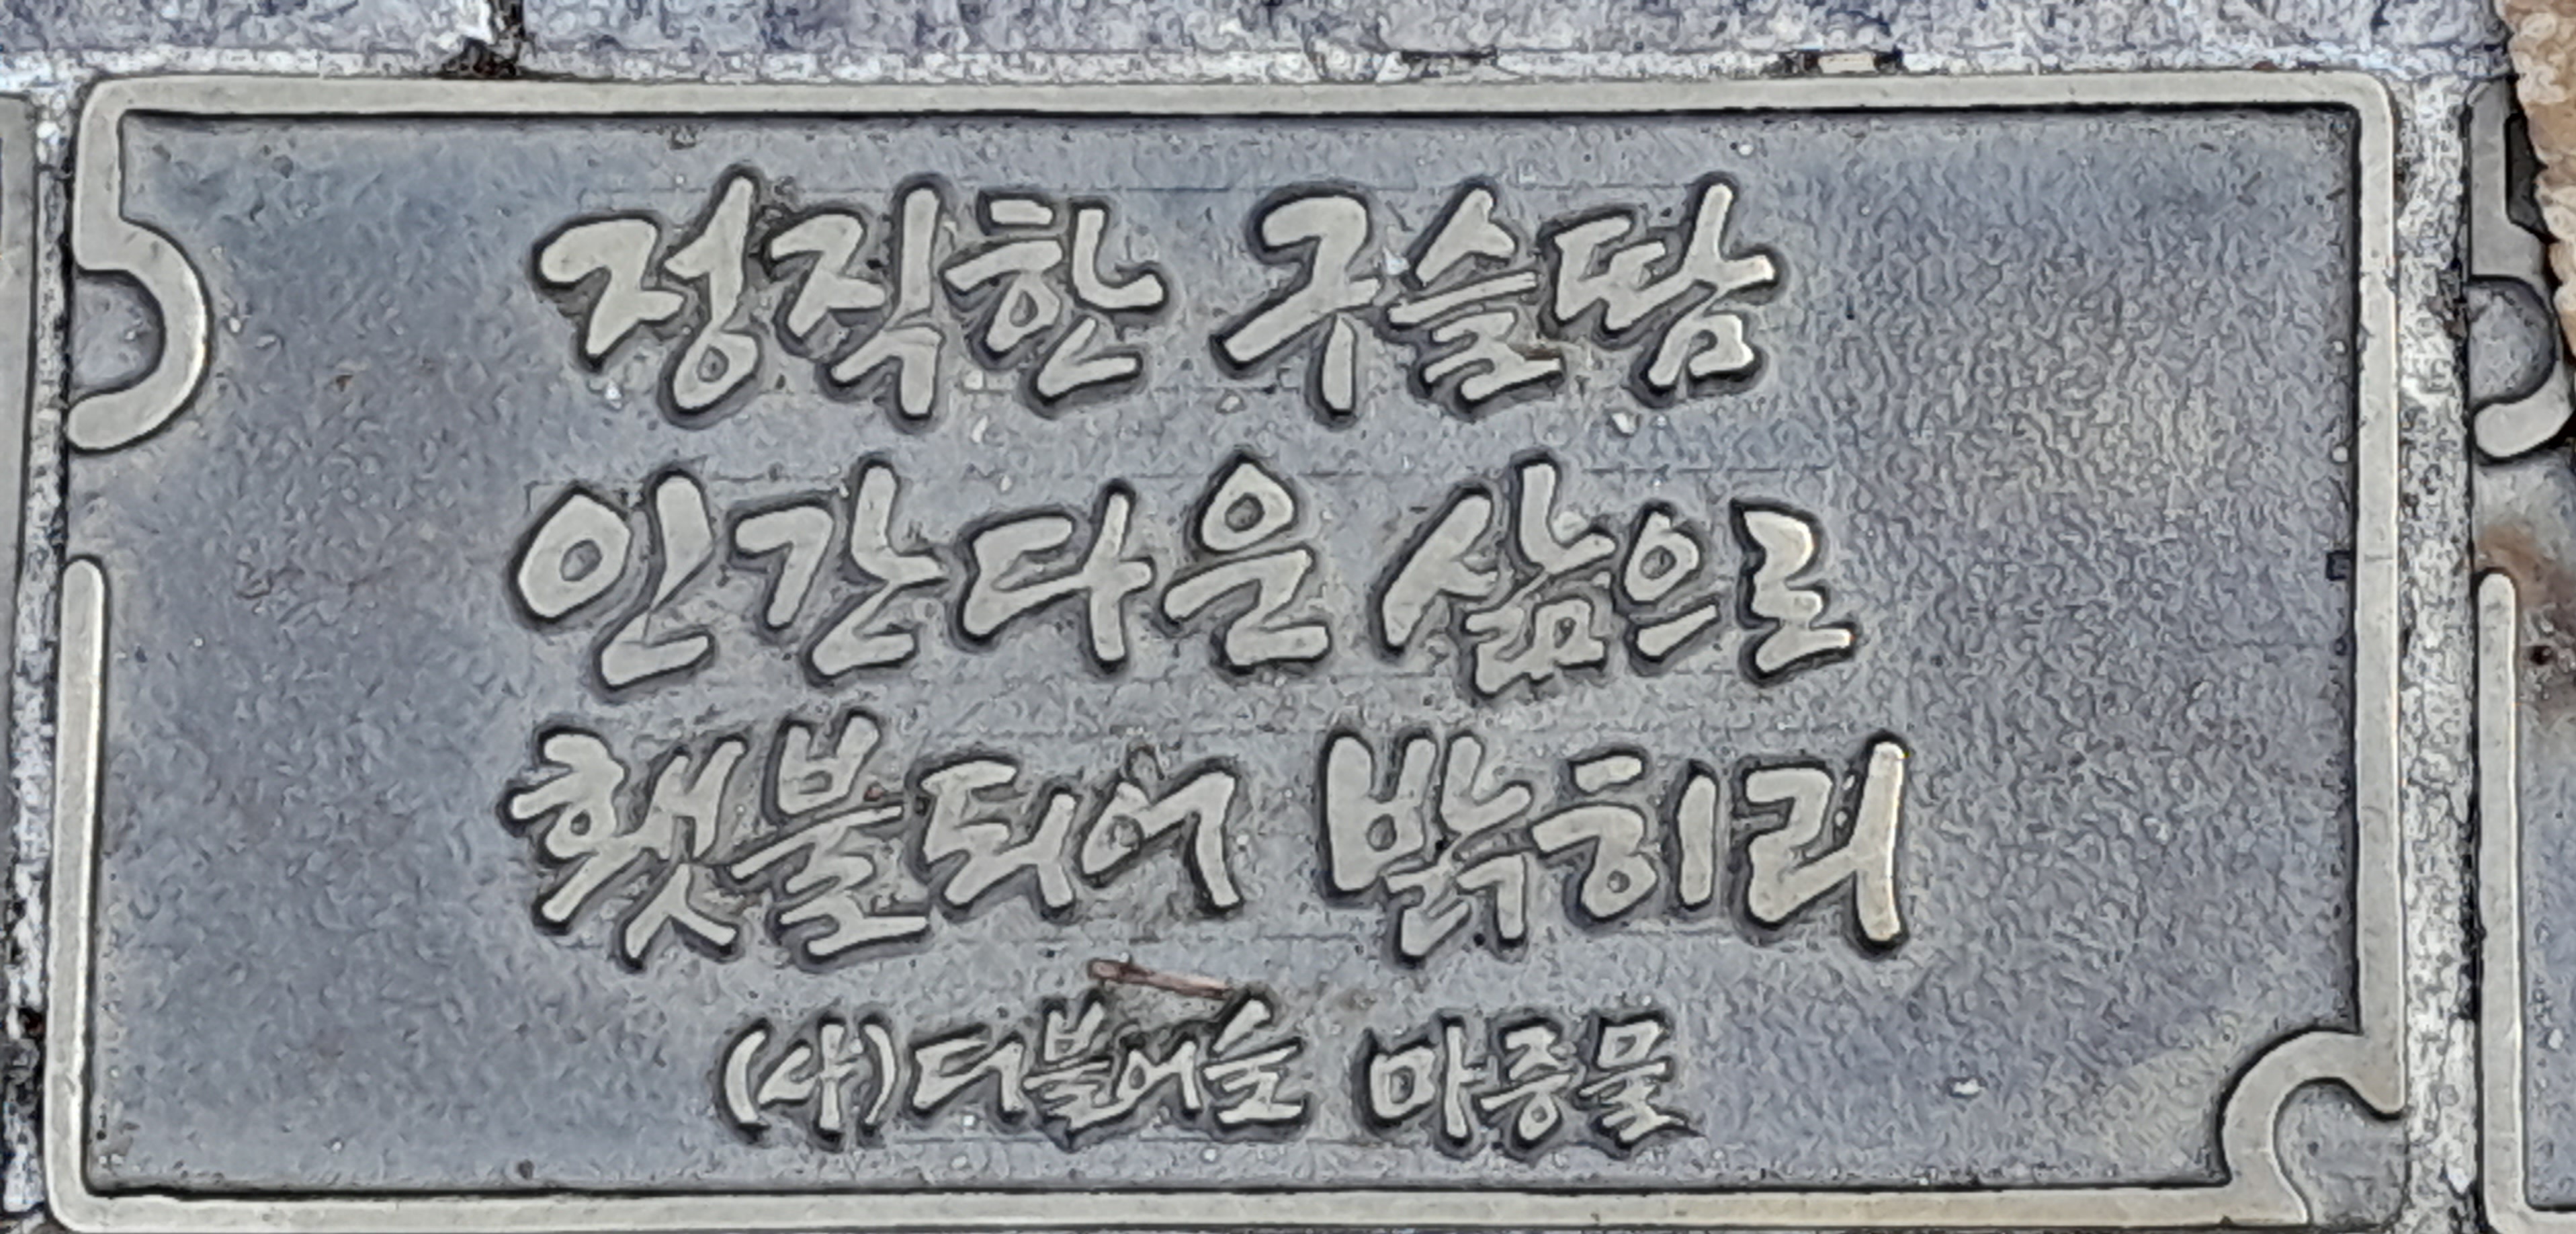 정직한 구슬땀
인간다운 삶으로
횃불되어 밝히리
(사)더불어숲 마중물